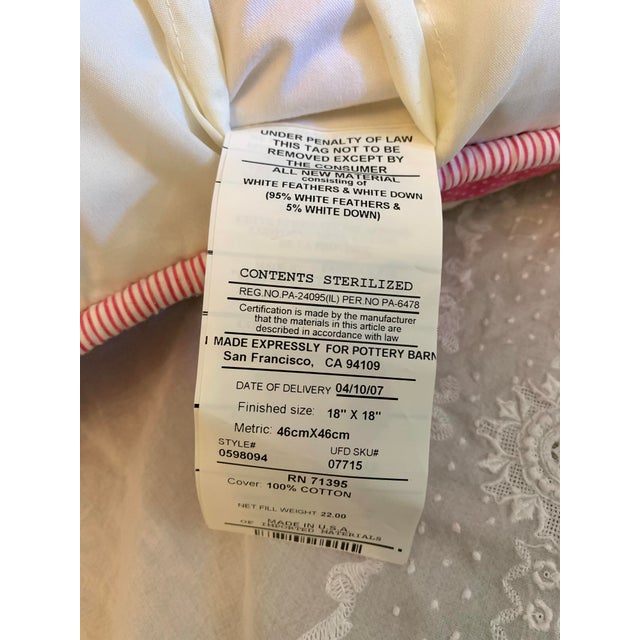 UNDER PENALTY OF LAW
THIS TAG NOT TO BE
REMOVED EXCEPT BY
THE CONSUMER
ALL NEW MATERIAL
consisting of
WHITE FEATHERS & WHITE DOWN
(95% WHITE FEATHERS &
5% WHITE DOWN)
CONTENTS STERILIZED
REG.NO.PA-24095(IL) PER.NO PA-6478
Certification is made by the manufacturer
that the materials in this article are
described in accordance with law
MADE EXPRESSLY FOR POTTERY BARN
San Francisco, CA 94109
DATE OF DELIVERY 04/10/07
Finished size: 18" X 18"
Metric: 46cmX46cm
STYLE# UFD SKU#
0598094 07715
RN 71395
Cover: 100% COTTON
NET FILL WEIGHT 22.00
MADE IN U.S.A.
OF IMPORTED MATERIALS